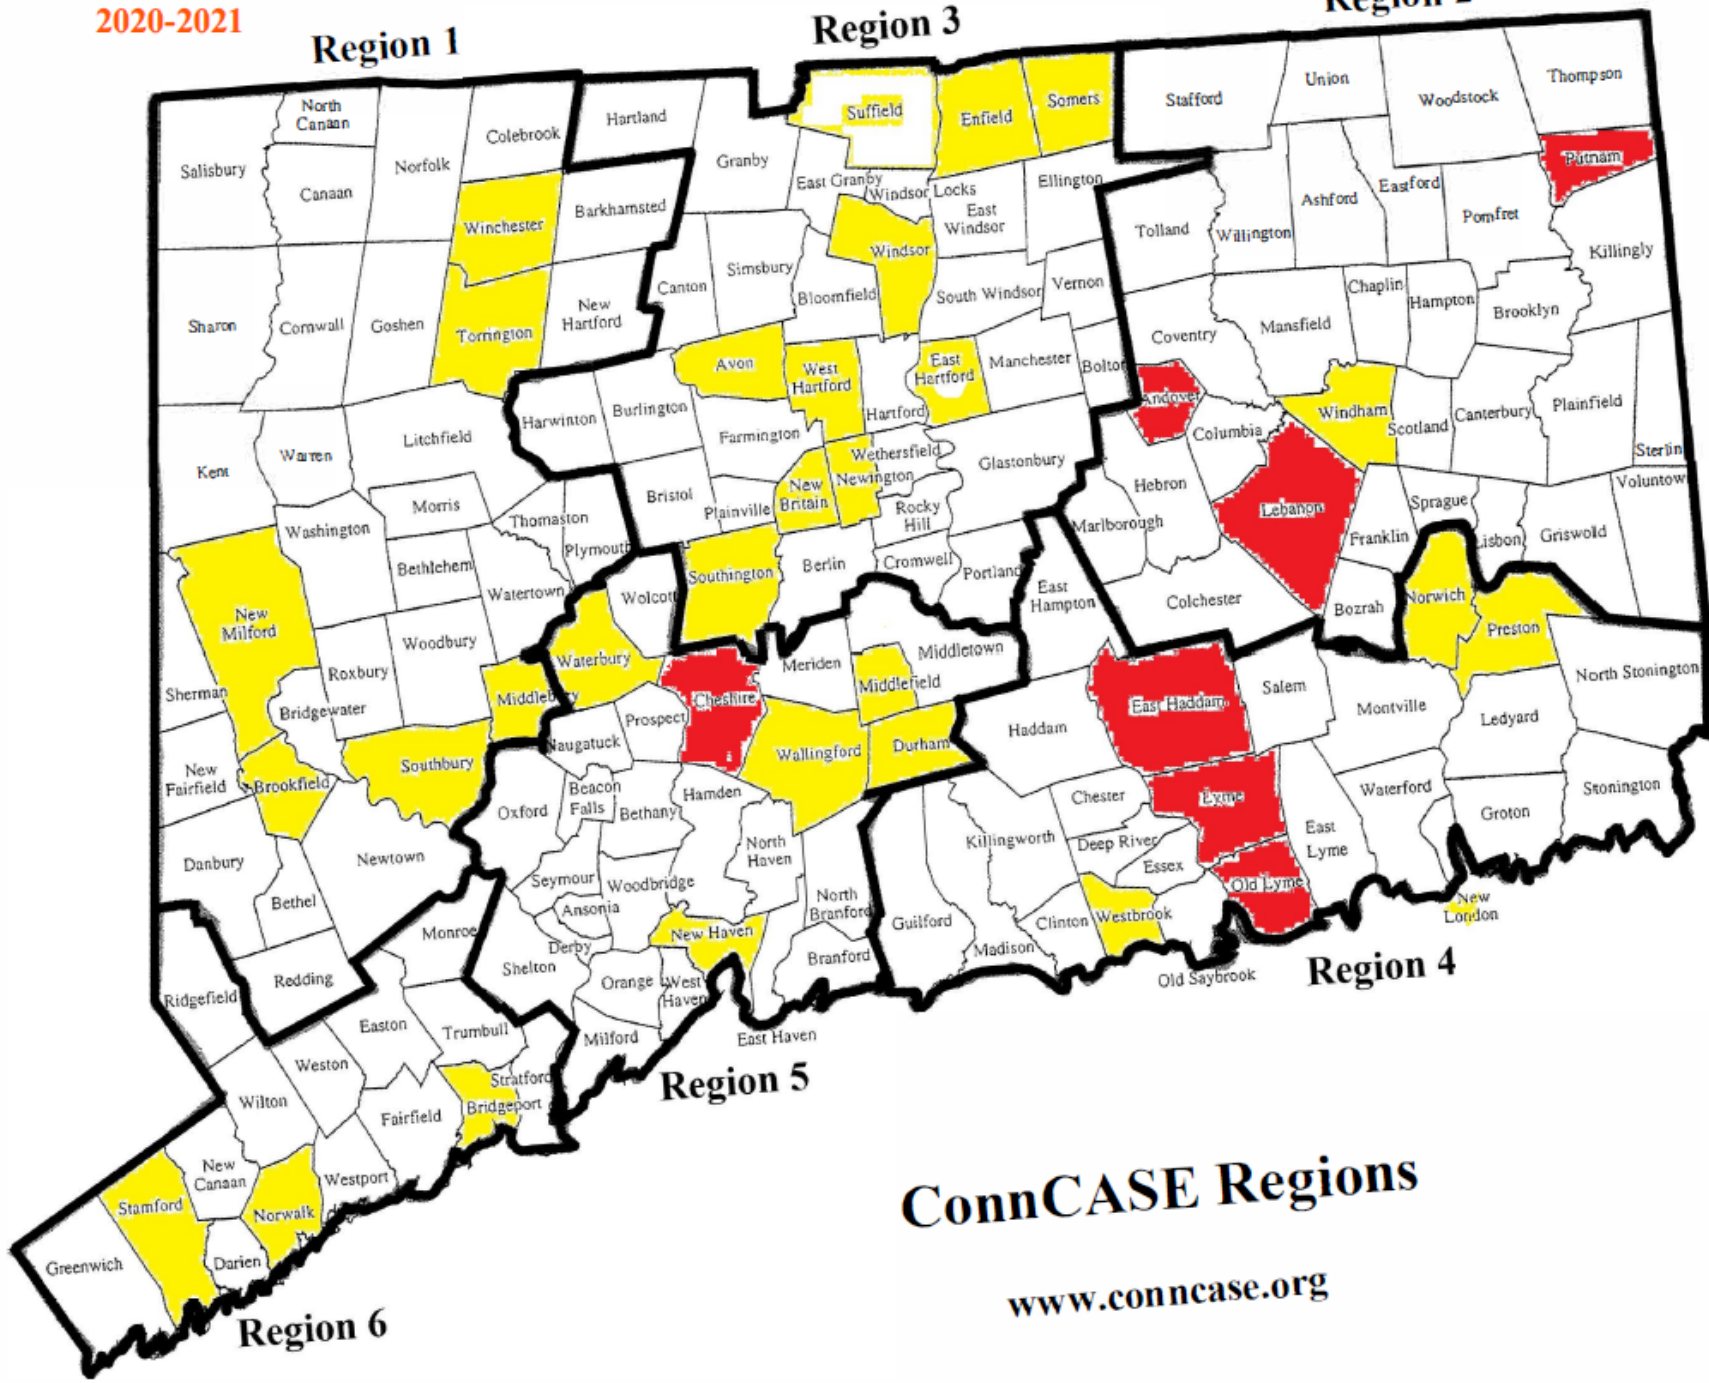 2020-2021
Region 1
Region 3
Region 2
North
Canaan
Colebrook
Hartland
Suffield
Enfield
Somers
Stafford
Union
Woodstock
Thompson
Salisbury
Canaan
Norfolk
Granby
East Granby
Windsor Locks
Ellington
Putnam
Winchester
Barkhamsted
East
Windsor
Tolland
Willington
Ashford
Eastford
Pomfret
Killingly
Sharon
Cornwall
Goshen
Torrington
New
Hartford
Canton
Simsbury
Bloomfield
Windsor
South Windsor
Vernon
Coventry
Mansfield
Chaplin
Hampton
Brooklyn
Avon
West
Hartford
Hartford
East
Hartford
Manchester
Bolton
Andover
Columbia
Windham
Scotland
Canterbury
Plainfield
Sterlin
Kent
Warren
Litchfield
Harwinton
Burlington
Farmington
Wethersfield
Newington
Glastonbury
Hebron
Lebanon
Franklin
Sprague
Lisbon
Griswold
Voluntow
Washington
Morris
Thomaston
Plymouth
Bristol
Plainville
New
Britain
Rocky
Hill
Marlborough
Bethlehem
Watertown
Wolcott
Southington
Berlin
Cromwell
Portland
East
Hampton
Colchester
Bozrah
Norwich
Preston
North Stonington
New
Milford
Roxbury
Woodbury
Waterbury
Cheshire
Meriden
Middlefield
Middletown
Sherman
Bridgewater
Middlebury
Prospect
Naugatuck
Wallingford
Durham
Haddam
East Haddam
Salem
Montville
Ledyard
New
Fairfield
Brookfield
Southbury
Oxford
Beacon
Falls
Bethany
Hamden
North
Haven
Killingworth
Chester
Deep River
Essex
Lyme
East
Lyme
Waterford
Groton
Stonington
Danbury
Bethel
Newtown
Seymour
Woodbridge
Ansonia
Derby
New Haven
North
Branford
Guilford
Madison
Clinton
Westbrook
Old Lyme
New
London
Ridgefield
Redding
Monroe
Shelton
Orange
West
Haven
Branford
Old Saybrook
Region 4
Easton
Trumbull
Milford
East Haven
Weston
Stratford
Region 5
Wilton
Fairfield
Bridgeport
New
Canaan
Westport
Stamford
Norwalk
Greenwich
Darien
Region 6
ConnCASE Regions
www.conncase.org